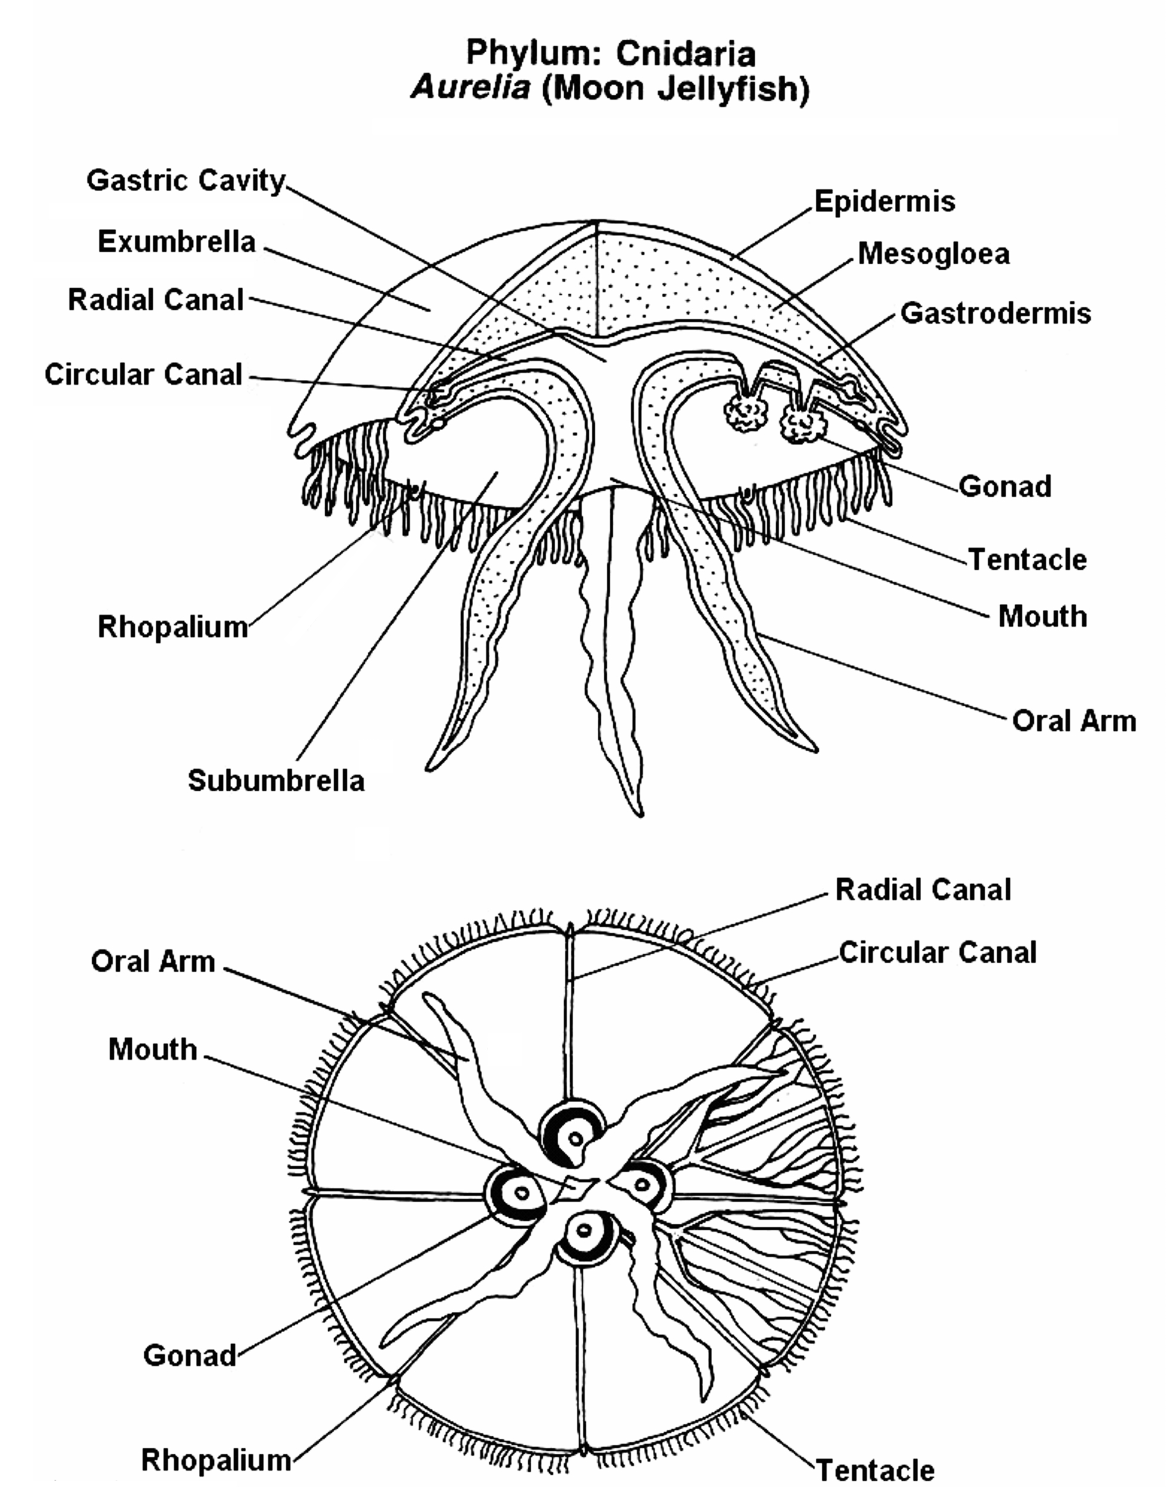 Phylum: Cnidaria
Aurelia (Moon Jellyfish)
Gastric Cavity
Exumbrella
Radial Canal
Circular Canal
Epidermis
Mesogloea
Gastrodermis
Gonad
Tentacle
Mouth
Oral Arm
Rhopalium
Subumbrella
Radial Canal
Circular Canal
Oral Arm
Mouth
Gonad
Rhopalium
Tentacle